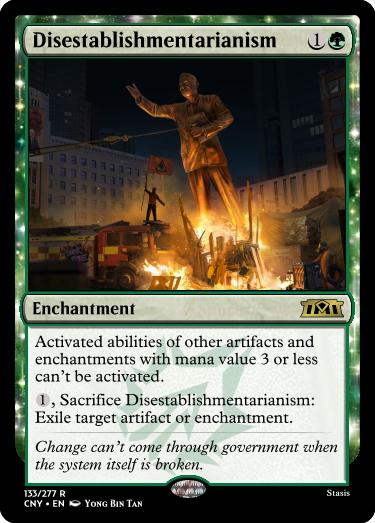 Disestablishmentarianism 1
Enchantment
Activated abilities of other artifacts and
enchantments with mana value 3 or less
can't be activated.
1, Sacrifice Disestablishmentarianism:
Exile target artifact or enchantment.
Change can't come through government when
the system itself is broken.
133/277 R
Stasis
CNY • EN Yong Bin Tan